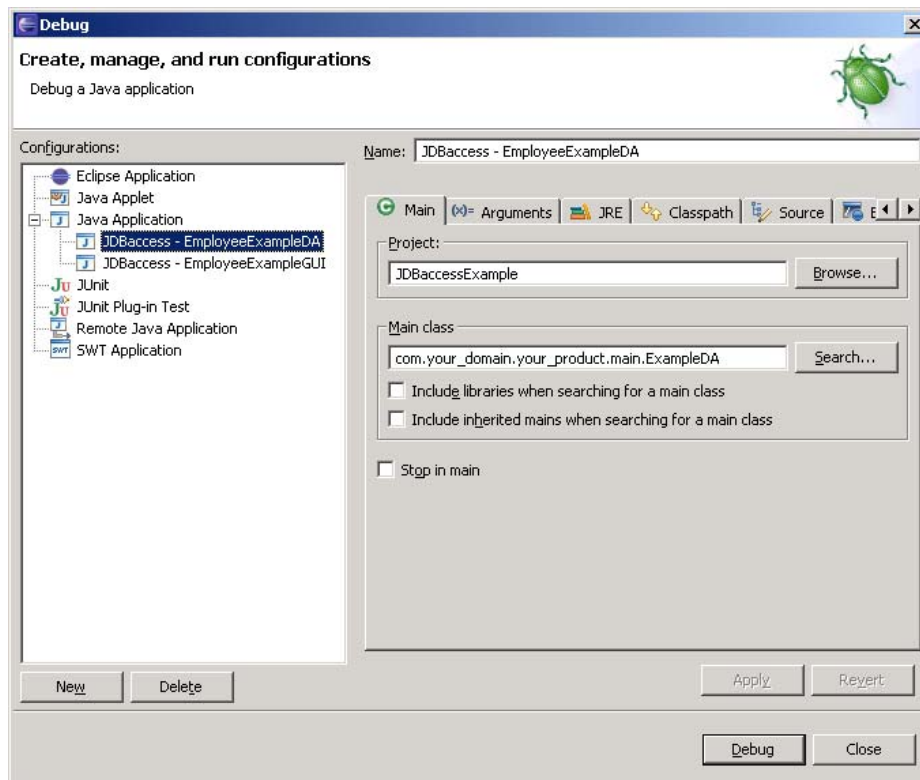 Debug
Create, manage, and run configurations
Debug a Java application
Configurations:
Eclipse Application
Java Applet
Java Application
JDBaccess - EmployeeExampleDA
JDBaccess - EmployeeExampleGUI
JUnit
JUnit Plug-in Test
Remote Java Application
SWT Application
New
Delete
Name: JDBaccess - EmployeeExampleDA
Main
(x)= Arguments
JRE
Classpath
Source
Project:
JDBaccessExample
Browse...
Main class
com.your_domain.your_product.main.ExampleDA
Search...
Include libraries when searching for a main class
Include inherited mains when searching for a main class
Stop in main
Apply
Revert
Debug
Close